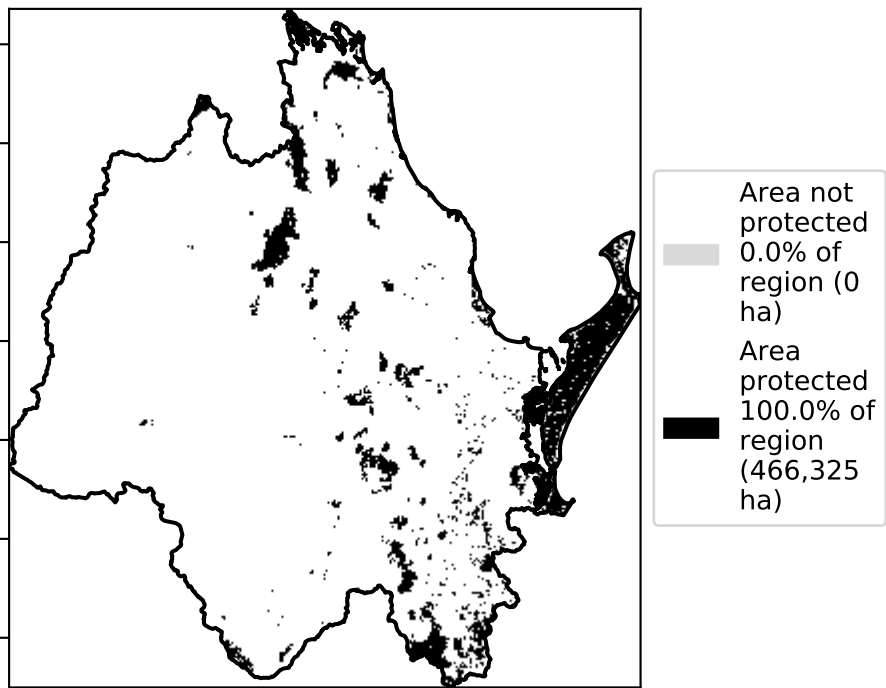 Area not
protected
0.0% of
region (0
ha)
Area
protected
100.0% of
region
(466,325
ha)